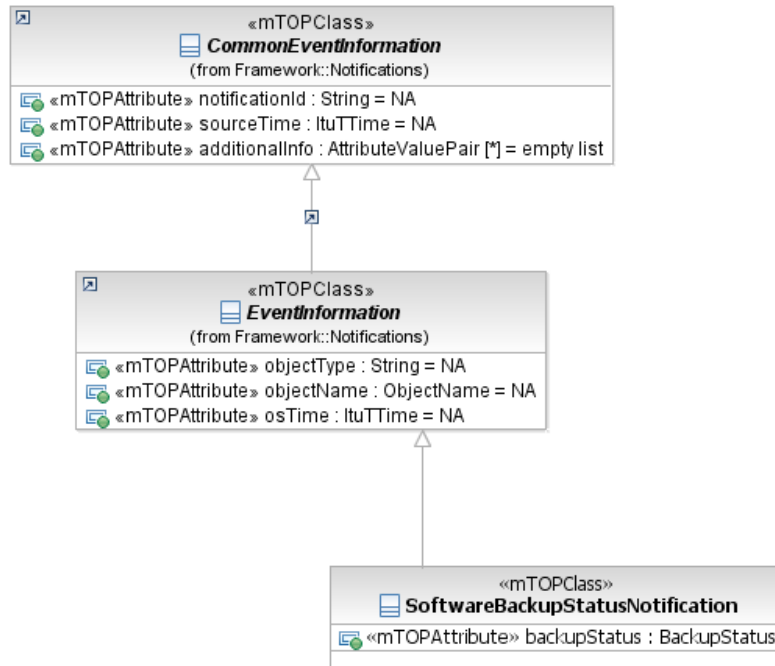 «mTOPClass»
CommonEventInformation
(from Framework::Notifications)
«mTOPAttribute» notificationId : String = NA
«mTOPAttribute» sourceTime : ItuTTime = NA
«mTOPAttribute» additionalInfo : AttributeValuePair [*] = empty list
«mTOPClass»
EventInformation
(from Framework::Notifications)
«mTOPAttribute» objectType : String = NA
«mTOPAttribute» objectName : ObjectName = NA
«mTOPAttribute» osTime : ItuTTime = NA
«mTOPClass»
SoftwareBackupStatusNotification
«mTOPAttribute» backupStatus : BackupStatus